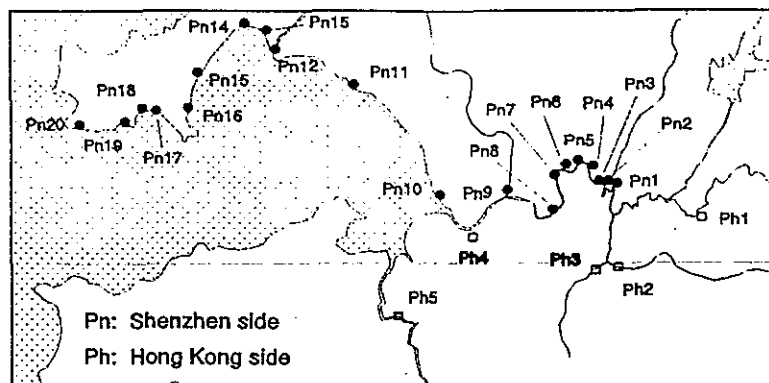 Pn14
Pn15
Pn12
Pn15
Pn11
Pn18
Pn16
Pn20
Pn19
Pn17
Pn7
Pn6
Pn4
Pn3
Pn5
Pn2
Pn8
Pn1
Pn10
Pn9
Ph1
Ph4
Ph3
Ph2
Ph5
Pn: Shenzhen side
Ph: Hong Kong side